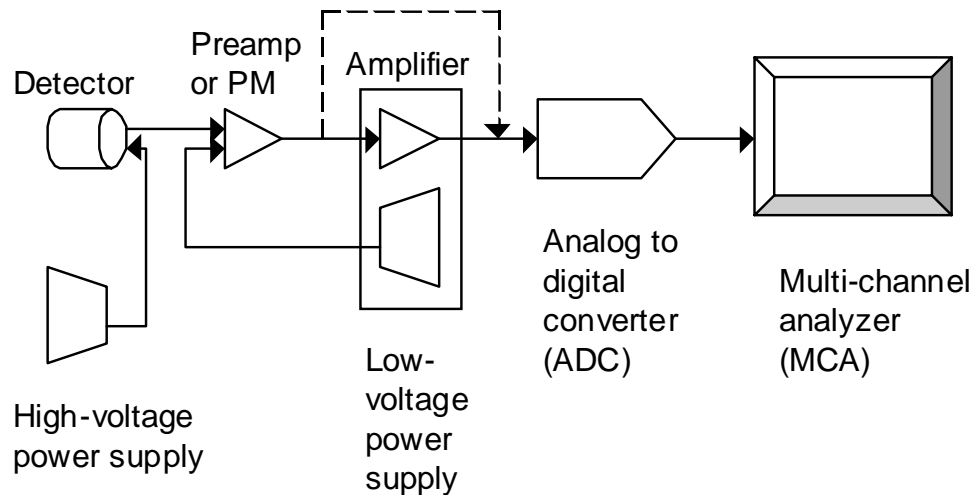 Preamp
or PM
Detector
Amplifier
Analog to
digital
converter
(ADC)
Multi-channel
analyzer
(MCA)
Low-
voltage
power
supply
High-voltage
power supply